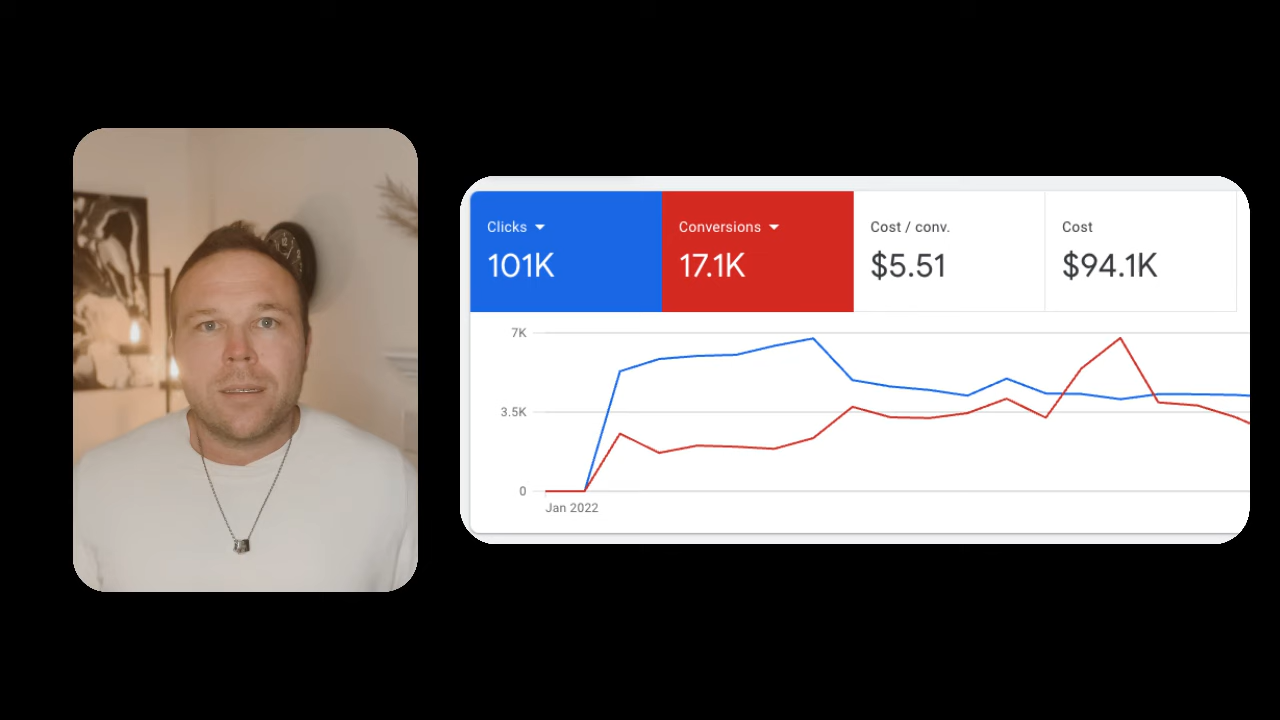 Clicks Conversions Cost / conv. Cost
101K 17.1K $5.51 $94.1K
7K
3.5K
0
Jan 2022